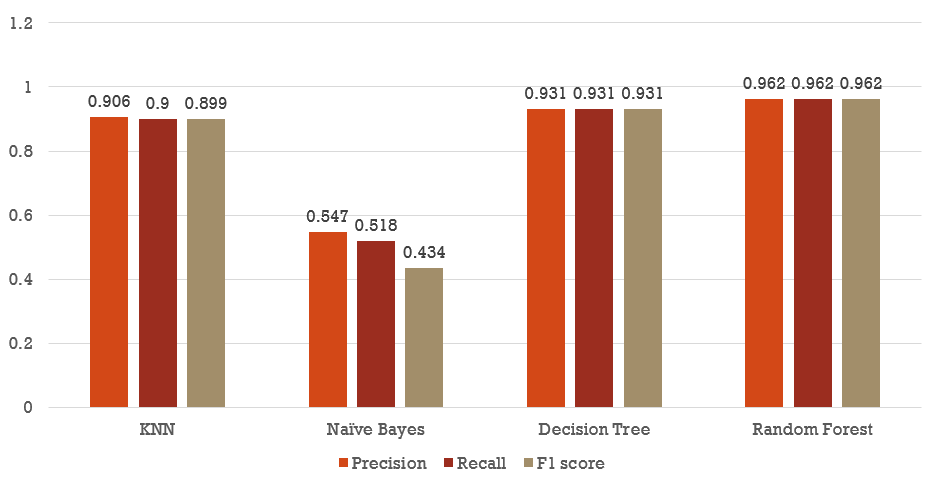 1.2
1
0.8
0.6
0.4
0.2
0
0.906 0.9 0.899
0.547 0.518 0.434
0.931 0.931 0.931
0.962 0.962 0.962
KNN Naïve Bayes Decision Tree Random Forest
Precision Recall F1 score